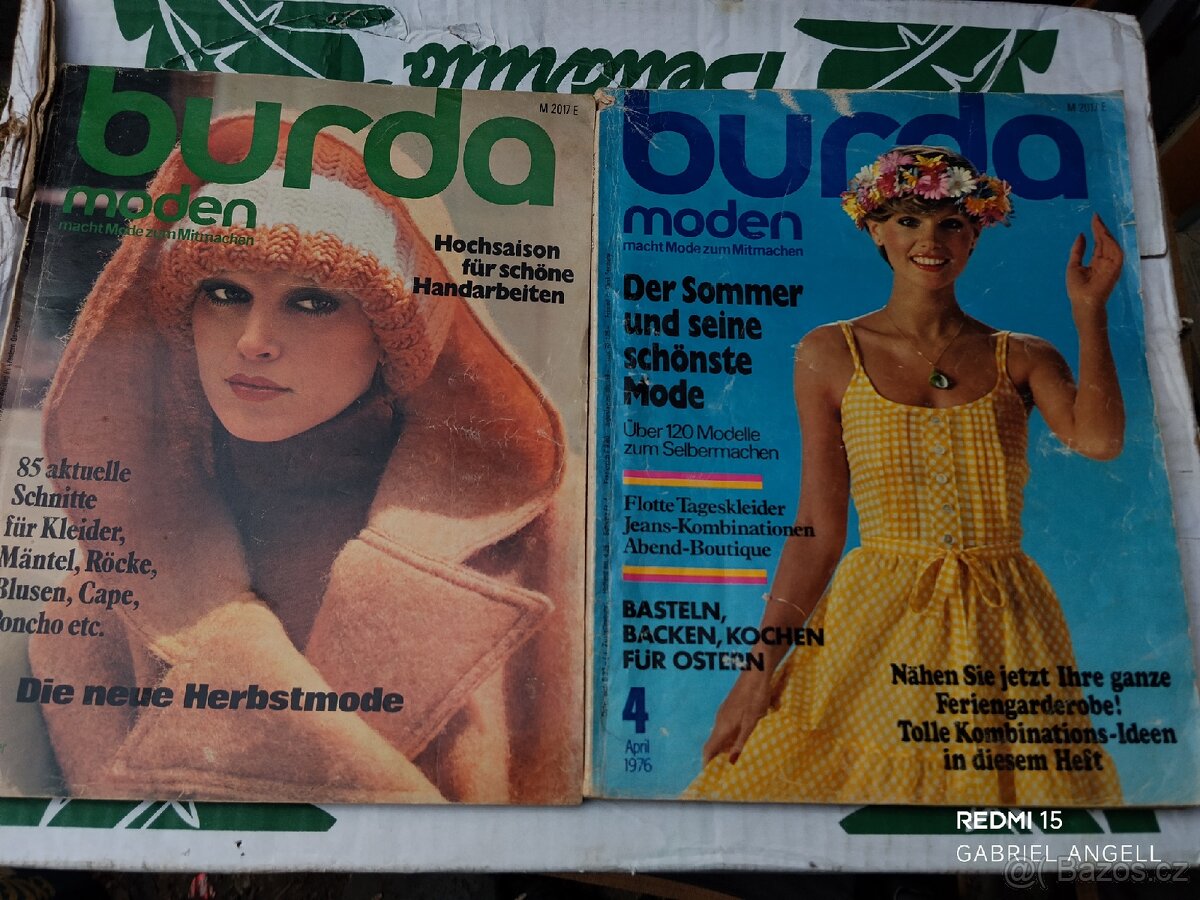 Belavita
burda
M 2017 E
moden
macht Mode zum Mitmachen
Hochsaison
für schöne
Handarbeiten
85 aktuelle
Schnitte
für Kleider,
Mäntel, Röcke,
Blusen, Cape,
Poncho etc.
Die neue Herbstmode
burda
M 2017 E
moden
macht Mode zum Mitmachen
Der Sommer
und seine
schönste
Mode
Über 120 Modelle
zum Selbermachen
Flotte Tageskleider
Jeans-Kombinationen
Abend-Boutique
BASTELN,
BACKEN, KOCHEN
FÜR OSTERN
4
April
1976
Nähen Sie jetzt Ihre ganze
Feriengarderobe!
Tolle Kombinations-Ideen
in diesem Heft
REDMI 15
GABRIEL ANGELL
@( Bazos.cz